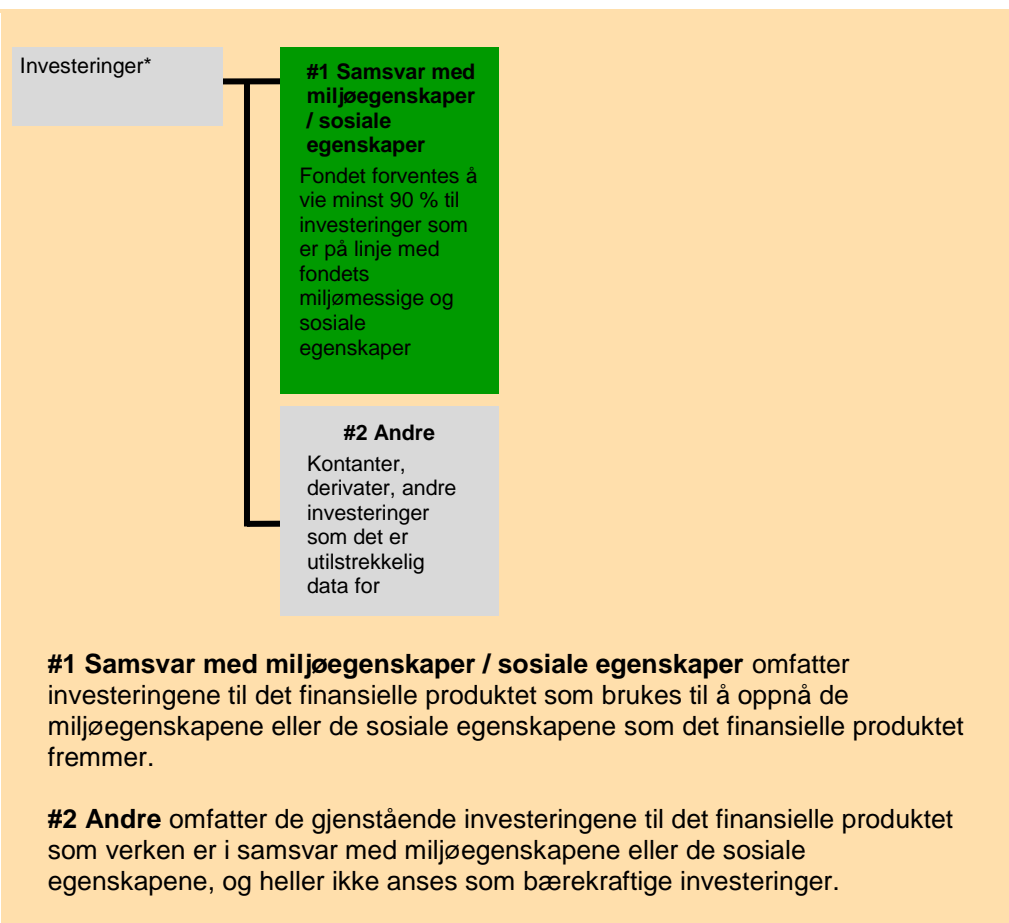 Investeringer*
#1 Samsvar med
miljøegenskaper
/ sosiale
egenskaper
Fondet forventes å
vie minst 90 % til
investeringer som
er på linje med
fondets
miljømessige og
sosiale
egenskaper
#2 Andre
Kontanter,
derivater, andre
investeringer
som det er
utilstrekkelig
data for
#1 Samsvar med miljøegenskaper / sosiale egenskaper omfatter
investeringene til det finansielle produktet som brukes til å oppnå de
miljøegenskapene eller de sosiale egenskapene som det finansielle produktet
fremmer.
#2 Andre omfatter de gjenstående investeringene til det finansielle produktet
som verken er i samsvar med miljøegenskapene eller de sosiale
egenskapene, og heller ikke anses som bærekraftige investeringer.